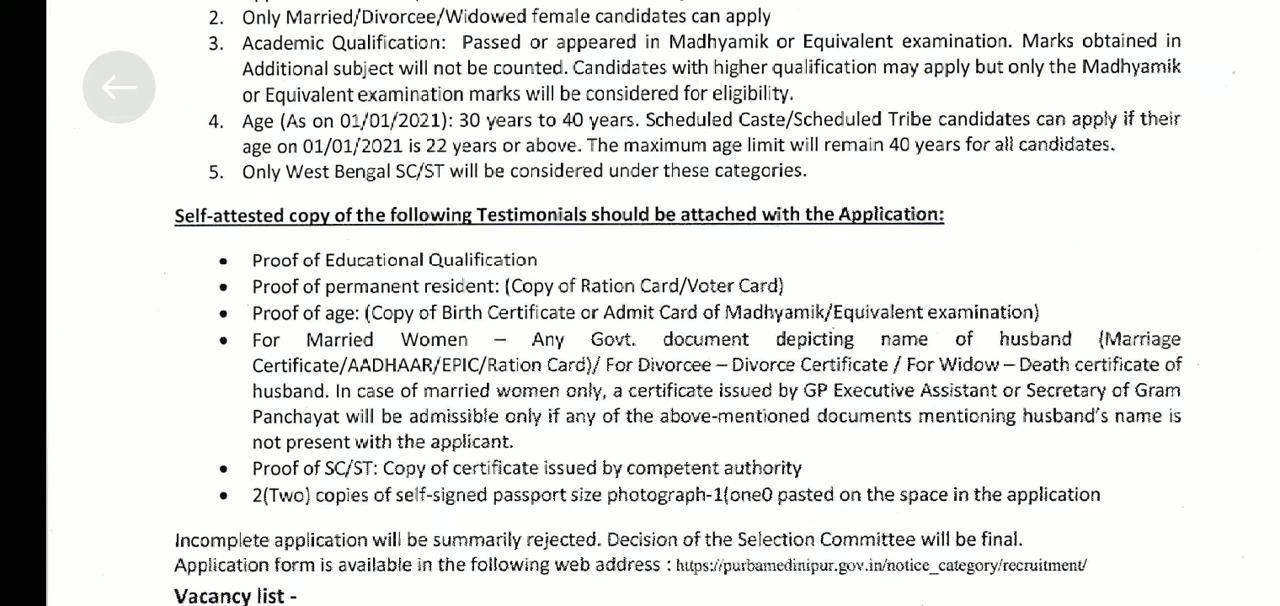 2. Only Married/Divorcee/Widowed female candidates can apply
3. Academic Qualification: Passed or appeared in Madhyamik or Equivalent examination. Marks obtained in
Additional subject will not be counted. Candidates with higher qualification may apply but only the Madhyamik
or Equivalent examination marks will be considered for eligibility.
4. Age (As on 01/01/2021): 30 years to 40 years. Scheduled Caste/Scheduled Tribe candidates can apply if their
age on 01/01/2021 is 22 years or above. The maximum age limit will remain 40 years for all candidates.
5. Only West Bengal SC/ST will be considered under these categories.
Self-attested copy of the following Testimonials should be attached with the Application:
• Proof of Educational Qualification
• Proof of permanent resident: (Copy of Ration Card/Voter Card)
• Proof of age: (Copy of Birth Certificate or Admit Card of Madhyamik/Equivalent examination)
• For Married Women – Any Govt. document depicting name of husband (Marriage
Certificate/AADHAAR/EPIC/Ration Card)/ For Divorcee – Divorce Certificate / For Widow – Death certificate of
husband. In case of married women only, a certificate issued by GP Executive Assistant or Secretary of Gram
Panchayat will be admissible only if any of the above-mentioned documents mentioning husband's name is
not present with the applicant.
• Proof of SC/ST: Copy of certificate issued by competent authority
• 2(Two) copies of self-signed passport size photograph-1(one0 pasted on the space in the application
Incomplete application will be summarily rejected. Decision of the Selection Committee will be final.
Application form is available in the following web address : https://purbamedinipur.gov.in/notice_category/recruitment/
Vacancy list -